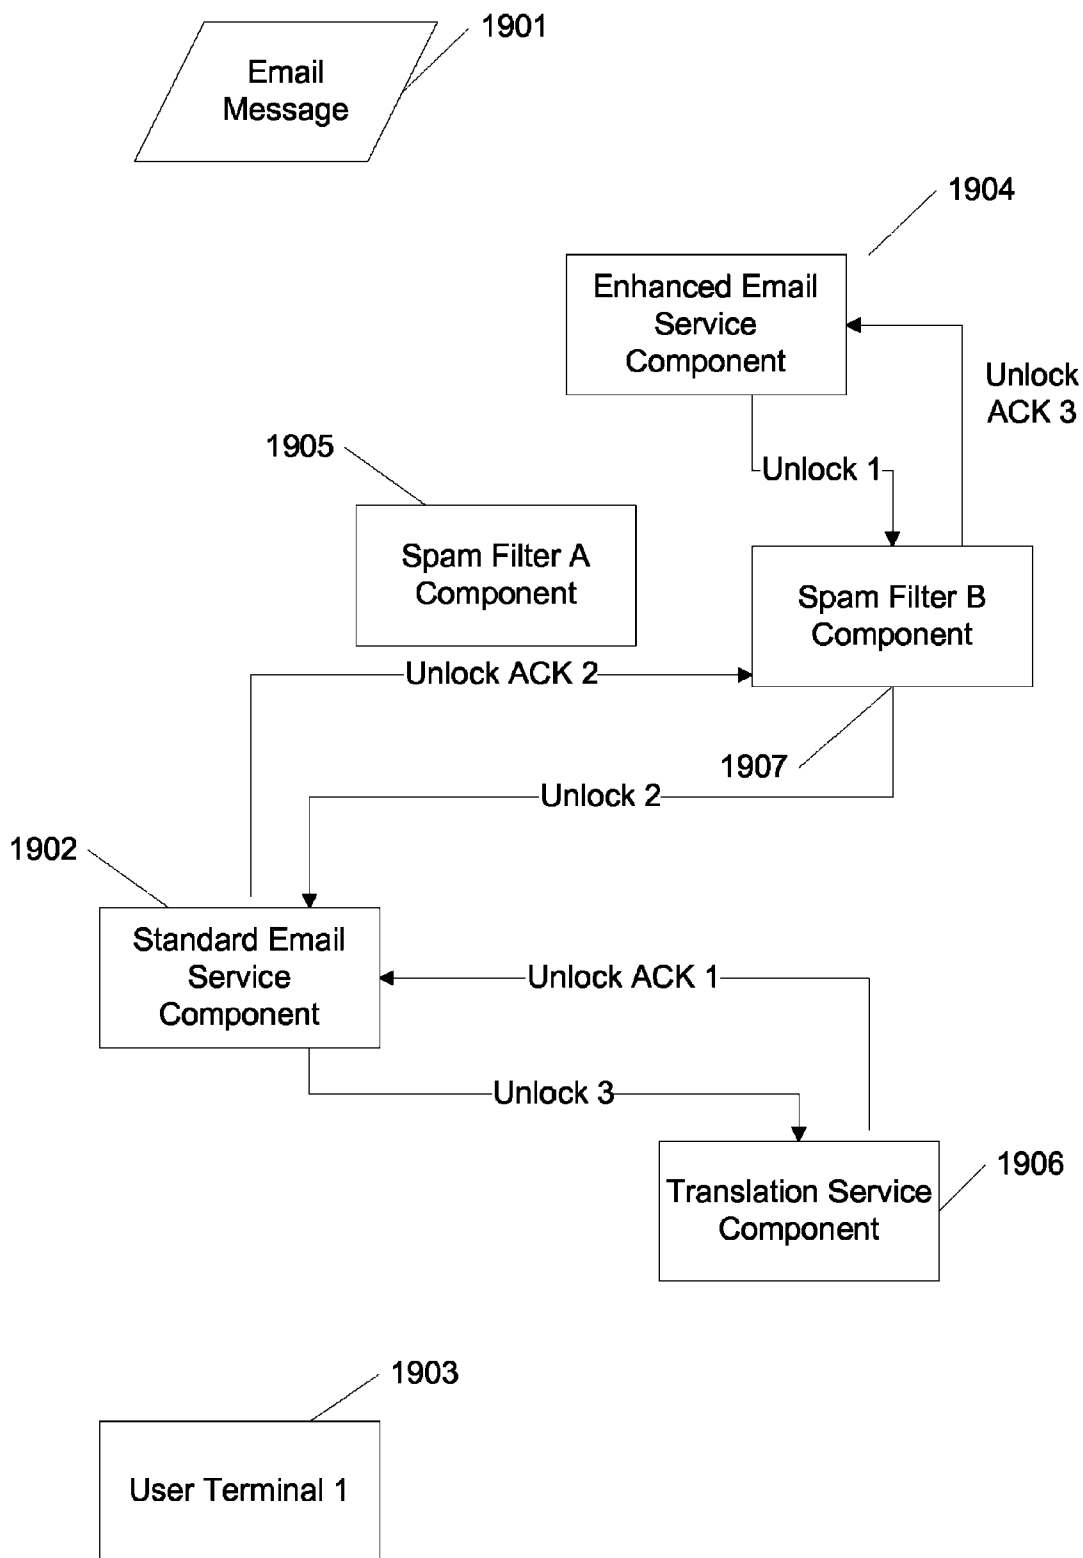 1901
Email
Message
1904
Enhanced Email
Service
Component
Unlock
ACK 3
1905
Unlock 1
Spam Filter A
Component
Spam Filter B
Component
Unlock ACK 2
1907
Unlock 2
1902
Standard Email
Service
Component
Unlock ACK 1
Unlock 3
1906
Translation Service
Component
1903
User Terminal 1